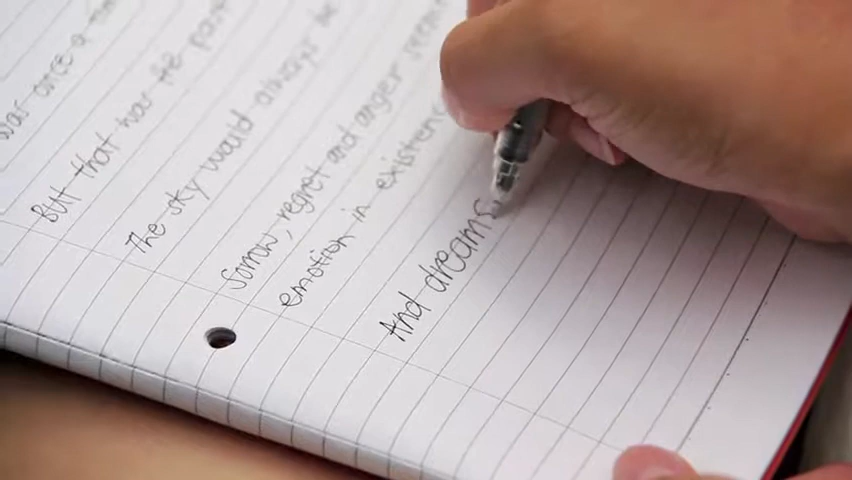 was once a
But that was the past
The sky would always be
Sorrow, regret and anger
emotion in existence
And dreams,